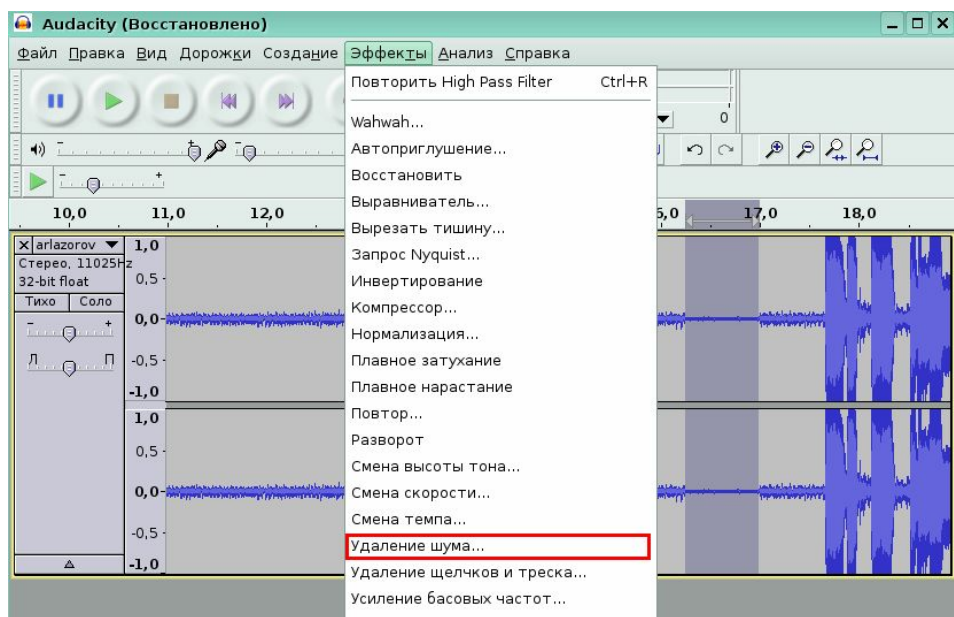 Audacity (Восстановлено)
Файл Правка Вид Дорожки Создание Эффекты Анализ Справка
Повторить High Pass Filter Ctrl+R
0
Wahwah...
Автоприглушение...
Восстановить
Выравниватель...
Вырезать тишину...
Запрос Nyquist...
Инвертирование
Компрессор...
Нормализация...
Плавное затухание
Плавное нарастание
Повтор...
Разворот
Смена высоты тона...
Смена скорости...
Смена темпа...
Удаление шума...
Удаление щелчков и треска...
Усиление басовых частот...
- +
- +
10,0 11,0 12,0 17,0 18,0
arlazorov
Стерео, 11025Hz
32-bit float
Тихо Соло
- +
Л П
1,0
0,5
0,0
-0,5
-1,0
1,0
0,5
0,0
-0,5
-1,0